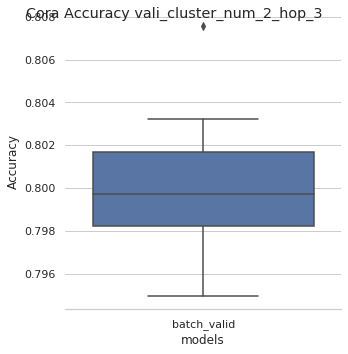 Cora Accuracy vali_cluster_num_2_hop_3
0.808
0.806
0.804
0.802
0.800
0.798
0.796
Accuracy
batch_valid
models